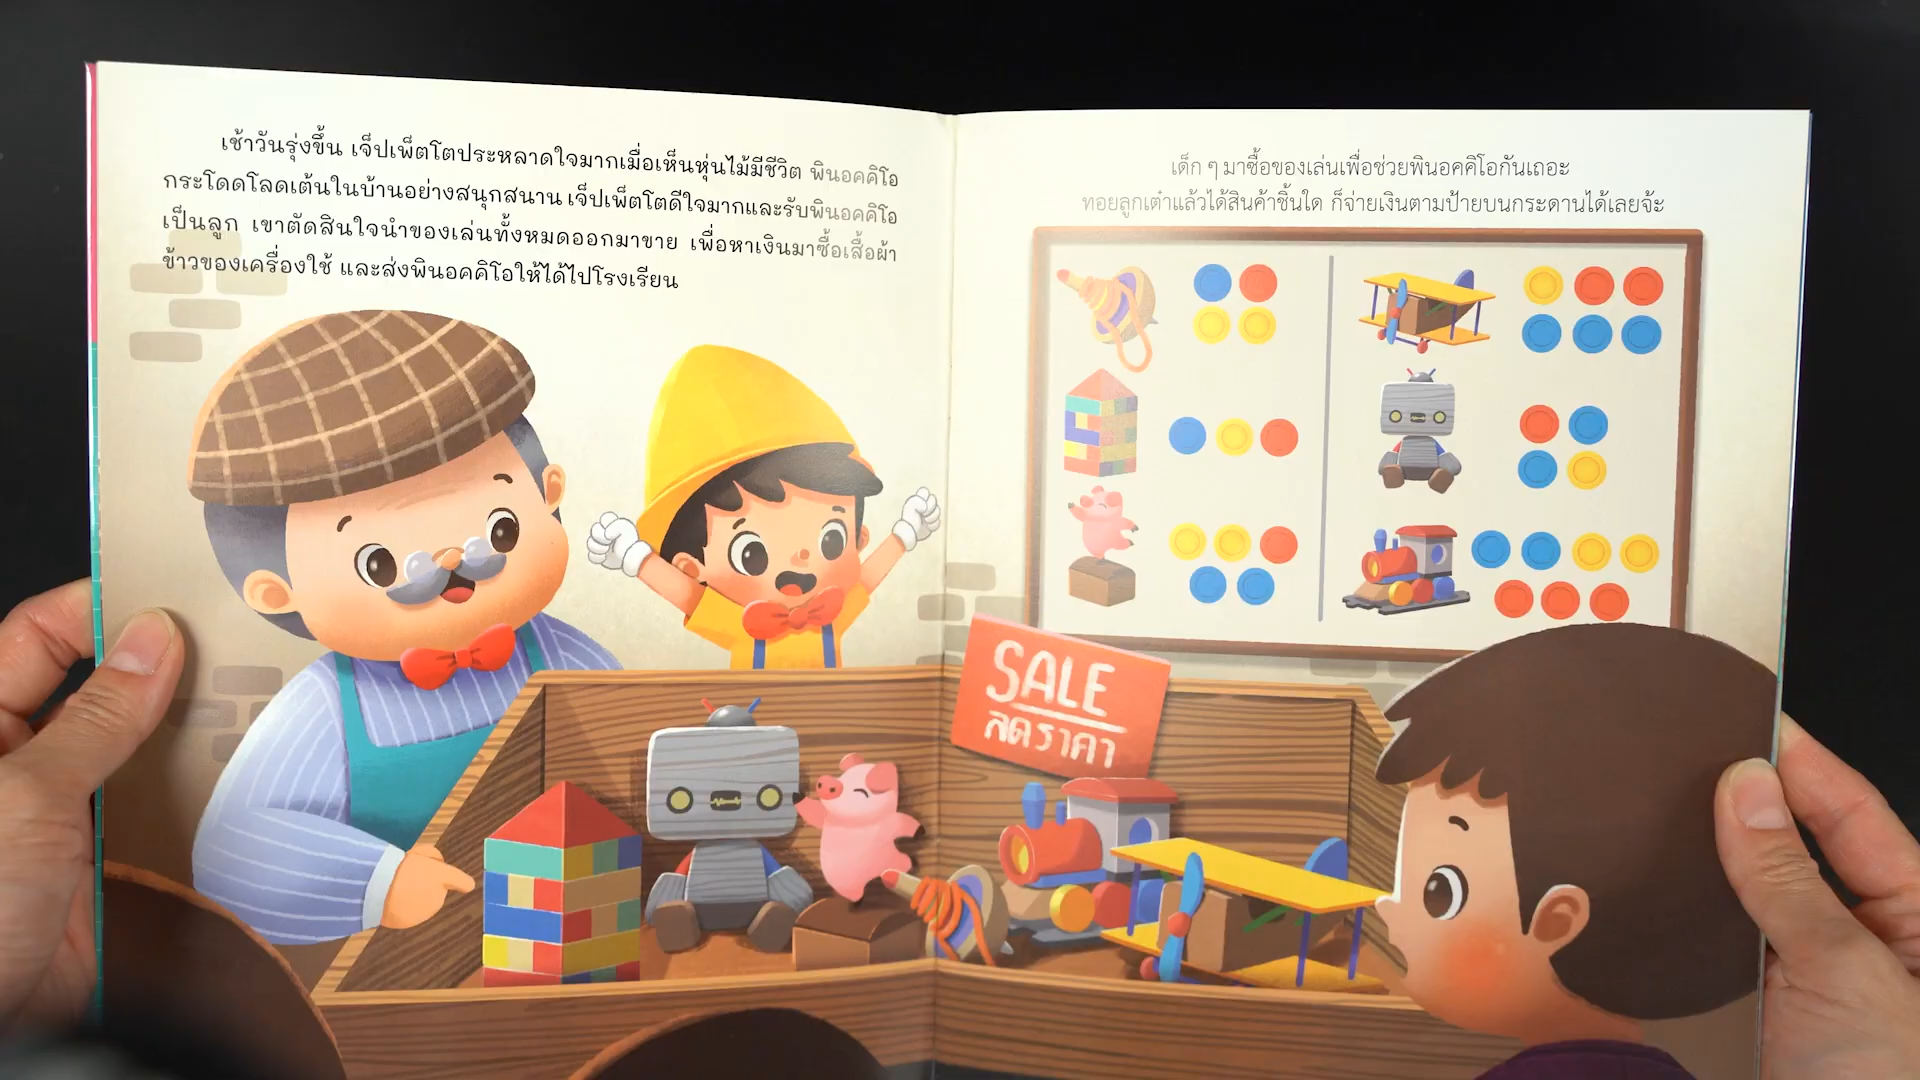 เช้าวันรุ่งขึ้น เจ็ปเพ็ตโตประหลาดใจมากเมื่อเห็นหุ่นไม้มีชีวิต พินอคคิโอ
กระโดดโลดเต้นในบ้านอย่างสนุกสนาน เจ็ปเพ็ตโตดีใจมากและรับพินอคคิโอ
เป็นลูก เขาตัดสินใจนำของเล่นทั้งหมดออกมาขาย เพื่อหาเงินมาซื้อเสื้อผ้า
ข้าวของเครื่องใช้ และส่งพินอคคิโอให้ได้ไปโรงเรียน
เด็ก ๆ มาซื้อของเล่นเพื่อช่วยพินอคคิโอกันเถอะ
ทอยลูกเต๋าแล้วได้สินค้าชิ้นใด ก็จ่ายเงินตามป้ายบนกระดานได้เลยจ้ะ
SALE
ลดราคา